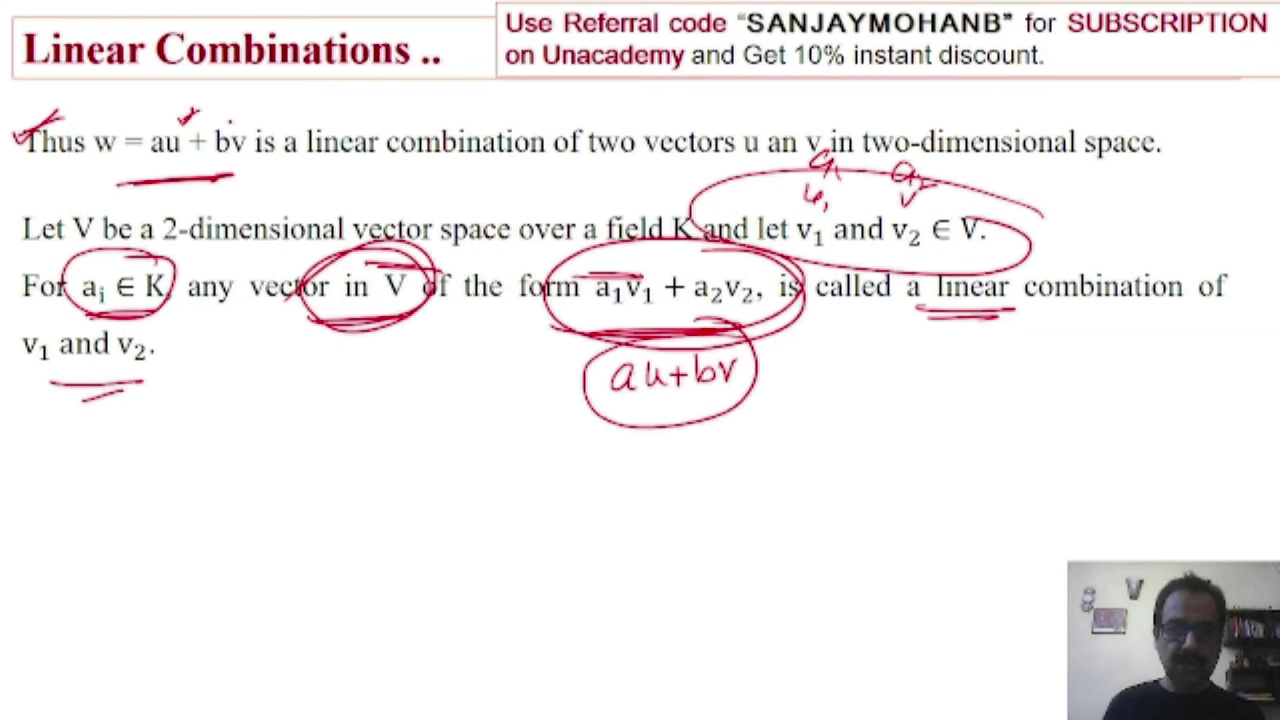 Linear Combinations ..
Use Referral code “SANJAYMOHANB” for SUBSCRIPTION
on Unacademy and Get 10% instant discount.
Thus w = au + bv is a linear combination of two vectors u an v in two-dimensional space.
a₁ a₂
u₁ v
Let V be a 2-dimensional vector space over a field K and let v₁ and v₂ ∈ V.
For aᵢ ∈ K, any vector in V of the form a₁v₁ + a₂v₂, is called a linear combination of
v₁ and v₂.
au+bv